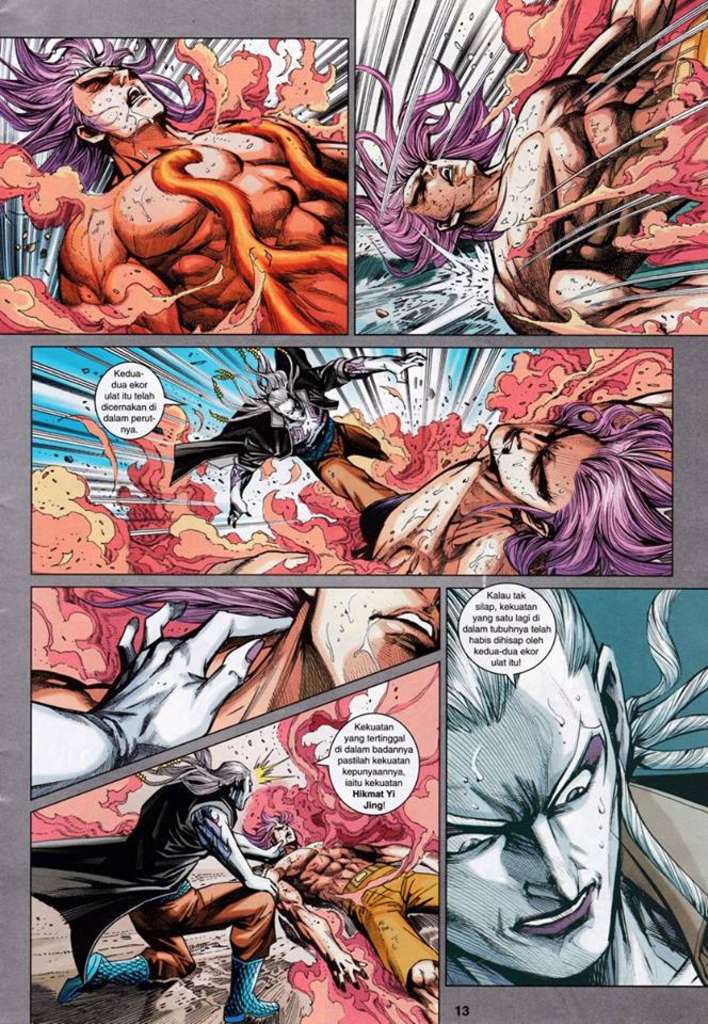 Kedua-
dua ekor
ulat itu telah
dicernakan di
dalam perut-
nya.
Kalau tak
silap, kekuatan
yang satu lagi di
dalam tubuhnya telah
habis dihisap oleh
kedua-dua ekor
ulat itu!
Kekuatan
yang tertinggal
di dalam badannya
pastilah kekuatan
kepunyaannya,
iaitu kekuatan
Hikmat Yi
Jing!
13